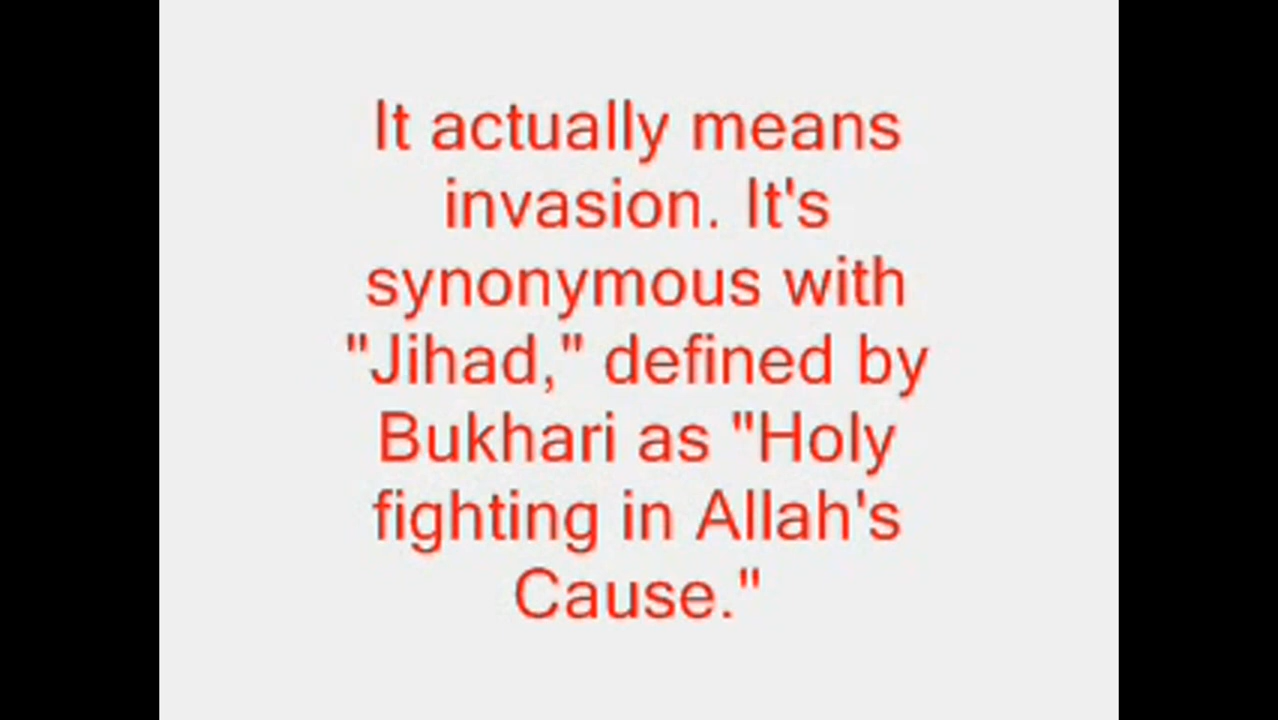 It actually means
invasion. It's
synonymous with
"Jihad," defined by
Bukhari as "Holy
fighting in Allah's
Cause."